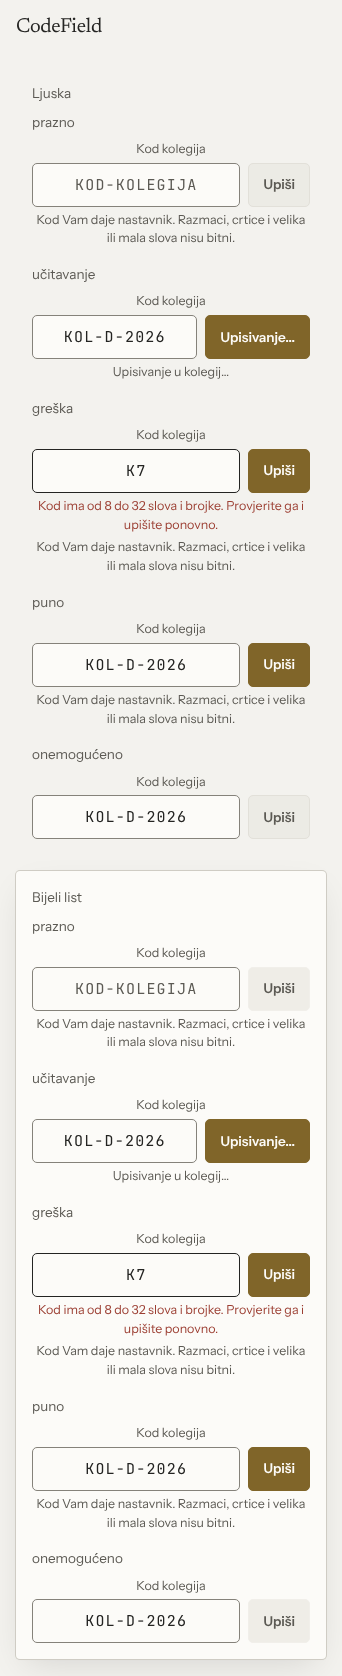 CodeField
Ljuska
prazno
Kod kolegija
KOD-KOLEGIJA
Upiši
Kod Vam daje nastavnik. Razmaci, crtice i velika
ili mala slova nisu bitni.
učitavanje
Kod kolegija
KOL-D-2026
Upisivanje...
Upisivanje u kolegij...
greška
Kod kolegija
K7
Upiši
Kod ima od 8 do 32 slova i brojke. Provjerite ga i
upišite ponovno.
Kod Vam daje nastavnik. Razmaci, crtice i velika
ili mala slova nisu bitni.
puno
Kod kolegija
KOL-D-2026
Upiši
Kod Vam daje nastavnik. Razmaci, crtice i velika
ili mala slova nisu bitni.
onemogućeno
Kod kolegija
KOL-D-2026
Upiši
Bijeli list
prazno
Kod kolegija
KOD-KOLEGIJA
Upiši
Kod Vam daje nastavnik. Razmaci, crtice i velika
ili mala slova nisu bitni.
učitavanje
Kod kolegija
KOL-D-2026
Upisivanje...
Upisivanje u kolegij...
greška
Kod kolegija
K7
Upiši
Kod ima od 8 do 32 slova i brojke. Provjerite ga i
upišite ponovno.
Kod Vam daje nastavnik. Razmaci, crtice i velika
ili mala slova nisu bitni.
puno
Kod kolegija
KOL-D-2026
Upiši
Kod Vam daje nastavnik. Razmaci, crtice i velika
ili mala slova nisu bitni.
onemogućeno
Kod kolegija
KOL-D-2026
Upiši